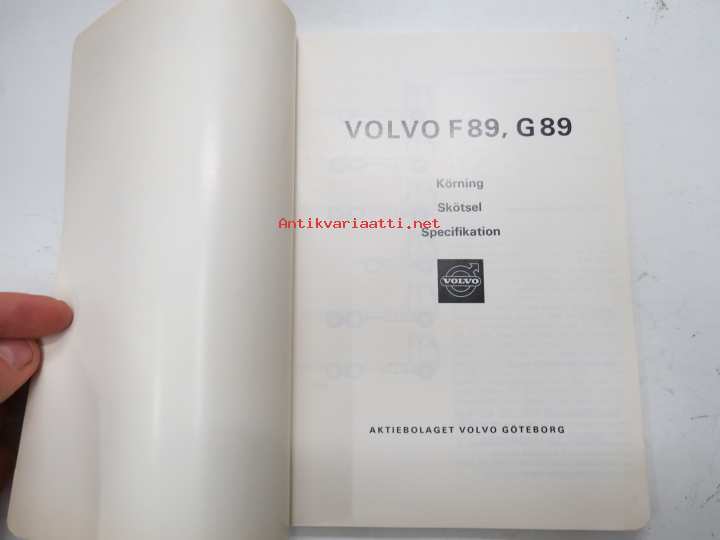 VOLVO F89, G89
Körning
Skötsel
Antikvariaatti.net
Specifikation
VOLVO
AKTIEBOLAGET VOLVO GÖTEBORG